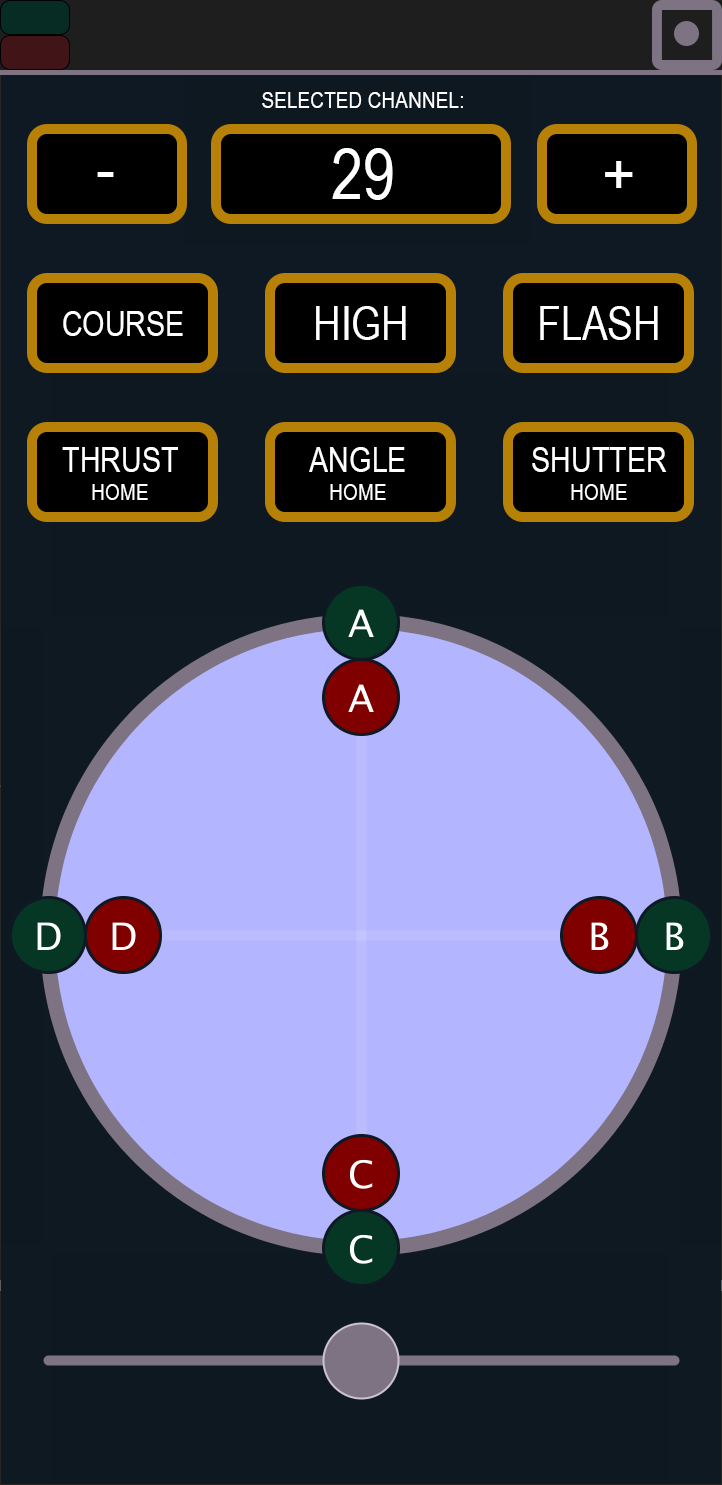 SELECTED CHANNEL:
- 29 +
COURSE HIGH FLASH
THRUST ANGLE SHUTTER
HOME HOME HOME
A
A
D D B B
C
C